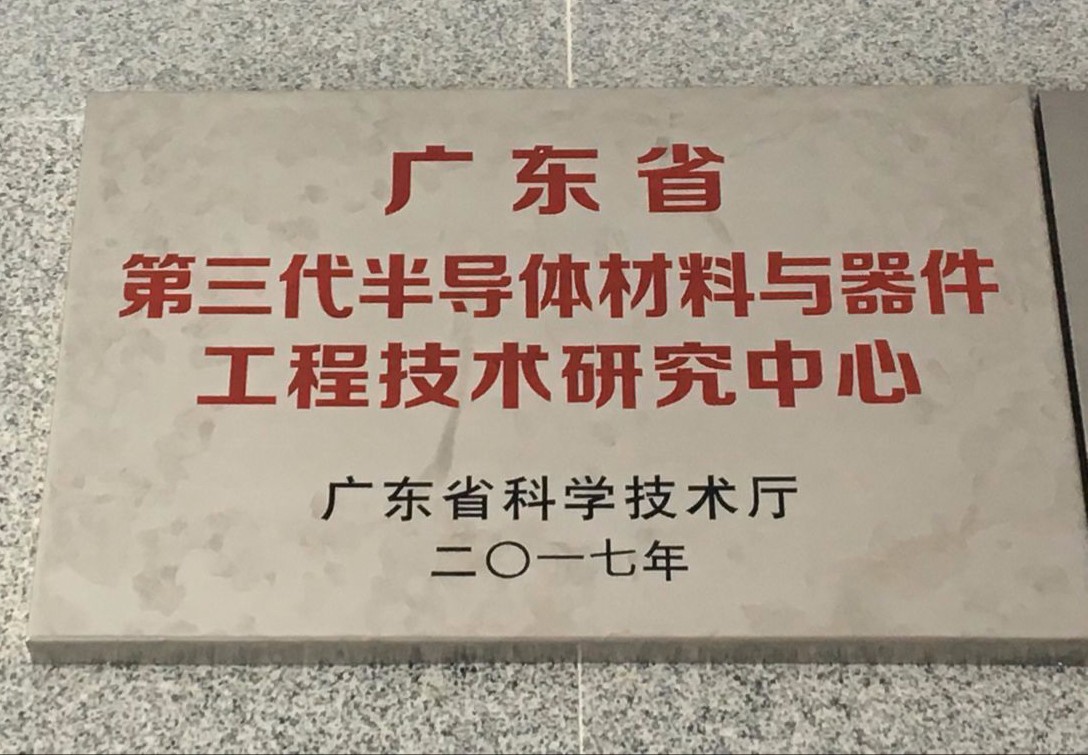 广东省
第三代半导体材料与器件
工程技术研究中心
广东省科学技术厅
二〇一七年